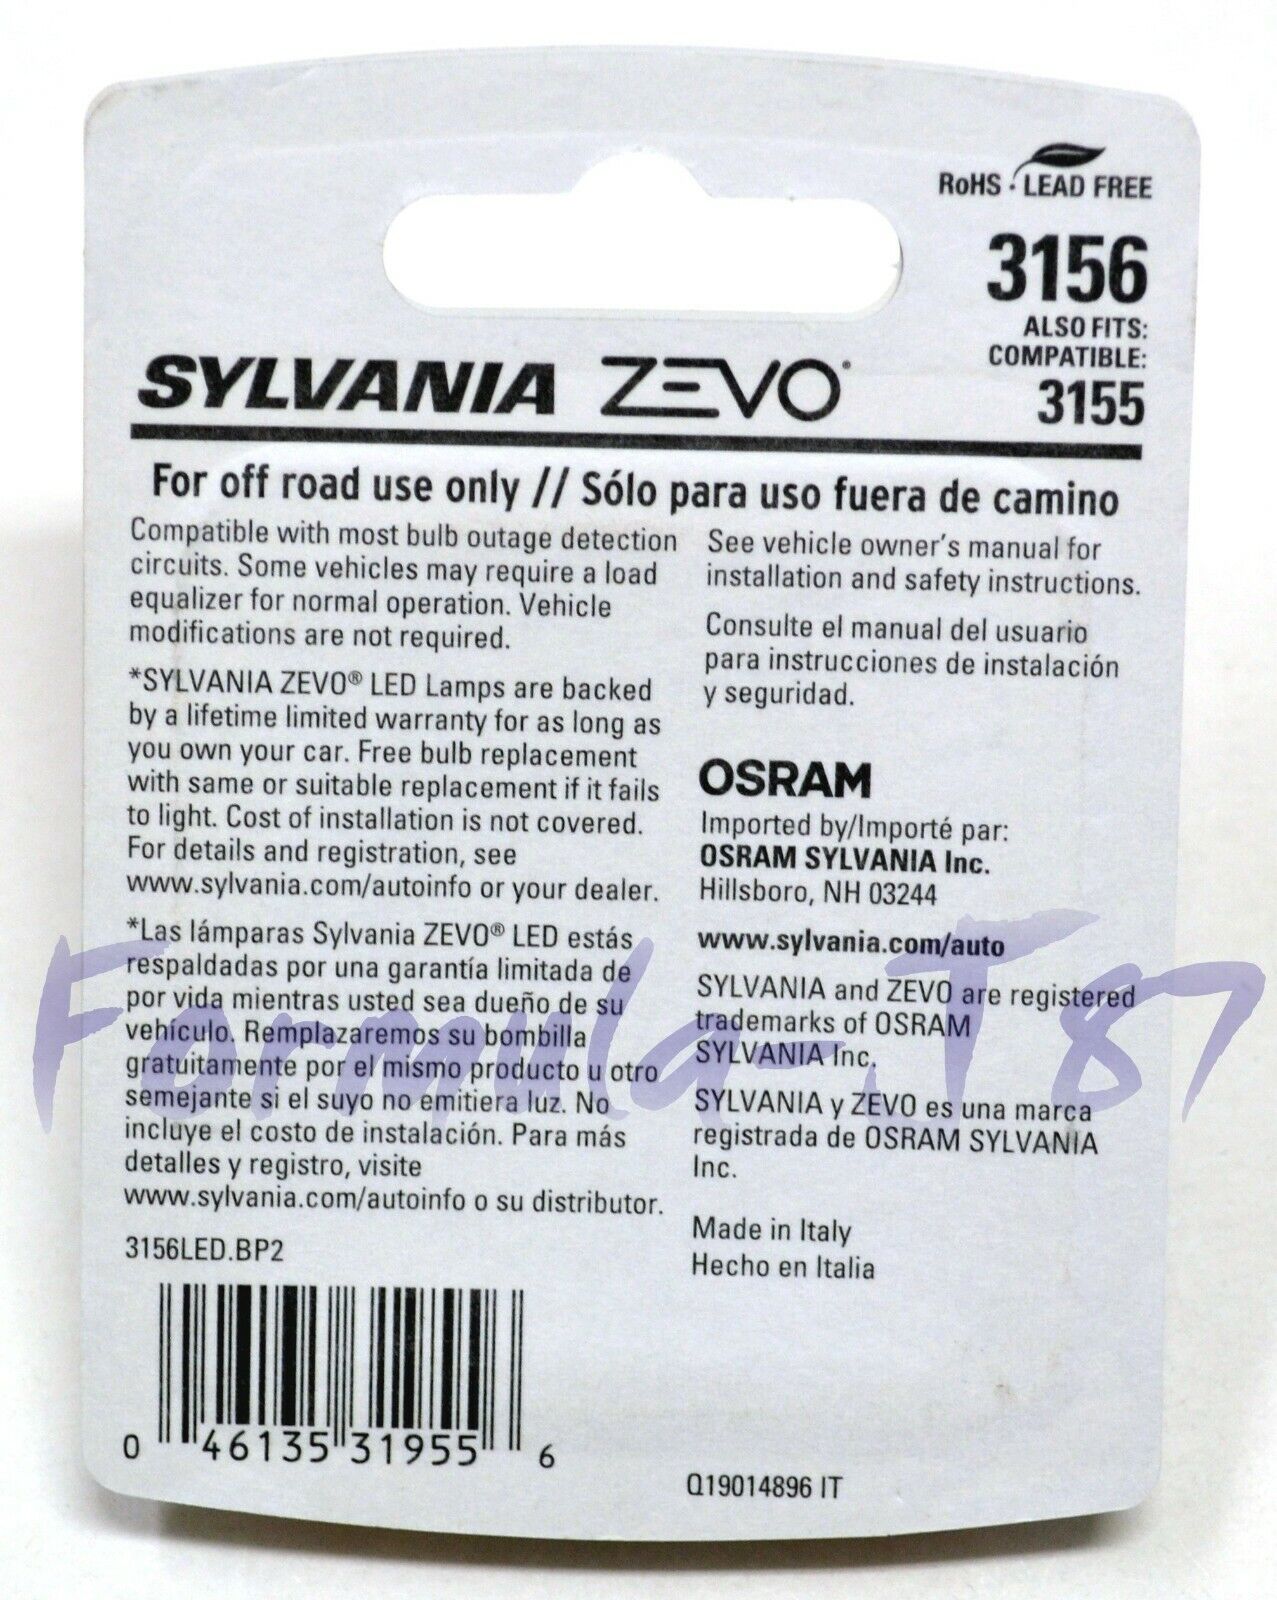 RoHS · LEAD FREE
3156
ALSO FITS:
COMPATIBLE:
3155
SYLVANIA ZEVO®
For off road use only // Sólo para uso fuera de camino
Compatible with most bulb outage detection
circuits. Some vehicles may require a load
equalizer for normal operation. Vehicle
modifications are not required.
*SYLVANIA ZEVO® LED Lamps are backed
by a lifetime limited warranty for as long as
you own your car. Free bulb replacement
with same or suitable replacement if it fails
to light. Cost of installation is not covered.
For details and registration, see
www.sylvania.com/autoinfo or your dealer.
*Las lámparas Sylvania ZEVO® LED estás
respaldadas por una garantía limitada de
por vida mientras usted sea dueño de su
vehículo. Remplazaremos su bombilla
gratuitamente por el mismo producto u otro
semejante si el suyo no emitiera luz. No
incluye el costo de instalación. Para más
detalles y registro, visite
www.sylvania.com/autoinfo o su distributor.
3156LED.BP2
0 46135 31955 6
See vehicle owner's manual for
installation and safety instructions.
Consulte el manual del usuario
para instrucciones de instalación
y seguridad.
OSRAM
Imported by/Importé par:
OSRAM SYLVANIA Inc.
Hillsboro, NH 03244
www.sylvania.com/auto
SYLVANIA and ZEVO are registered
trademarks of OSRAM
SYLVANIA Inc.
SYLVANIA y ZEVO es una marca
registrada de OSRAM SYLVANIA
Inc.
Made in Italy
Hecho en Italia
Q19014896 IT
Formula-T87